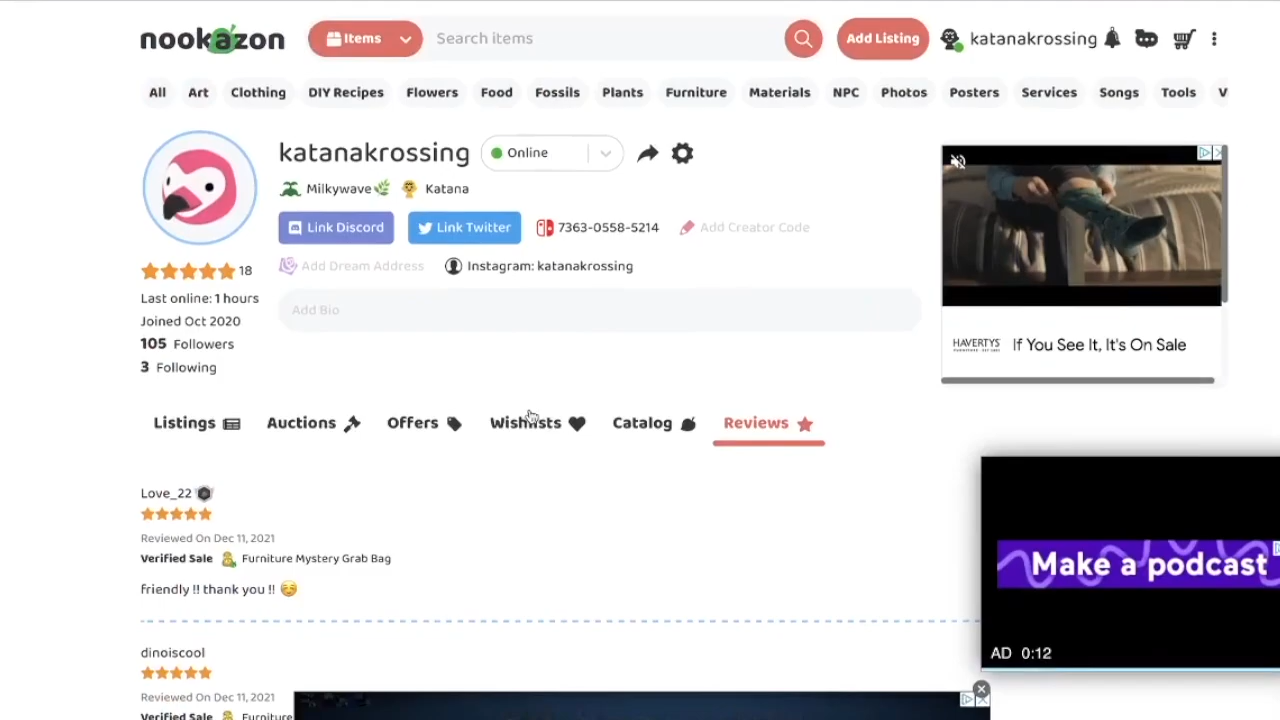 nookazon Items Search items Add Listing katanakrossing
All Art Clothing DIY Recipes Flowers Food Fossils Plants Furniture Materials NPC Photos Posters Services Songs Tools V
katanakrossing Online
Milkywave Katana
Link Discord Link Twitter 7363-0558-5214 Add Creator Code
18 Add Dream Address Instagram: katanakrossing
Last online: 1 hours
Joined Oct 2020
Add Bio
105 Followers
3 Following
HAVERTYS If You See It, It's On Sale
Listings Auctions Offers Wishlists Catalog Reviews
Love_22
Reviewed On Dec 11, 2021
Verified Sale Furniture Mystery Grab Bag
friendly !! thank you !!
Make a podcast
AD 0:12
dinoiscool
Reviewed On Dec 11, 2021
Verified Sale Furniture